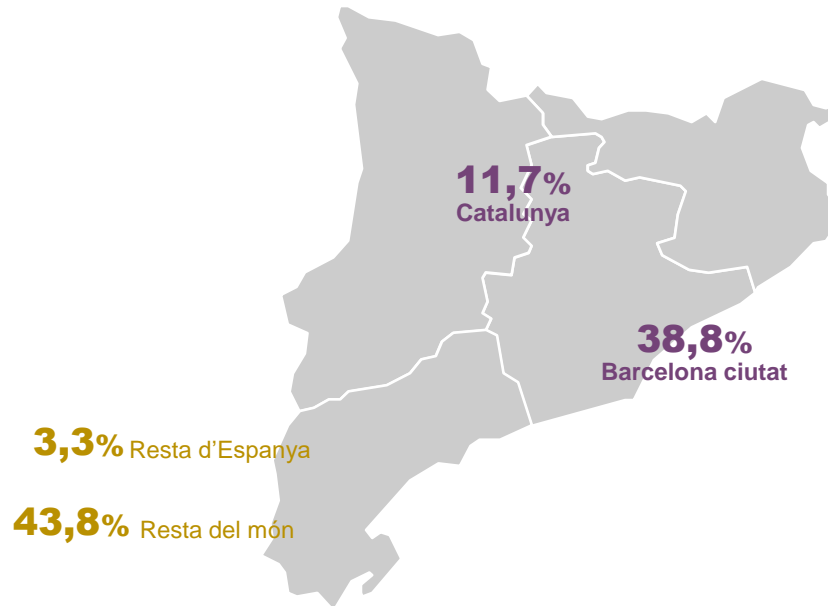 11,7%
Catalunya
38,8%
Barcelona ciutat
3,3% Resta d’Espanya
43,8% Resta del món